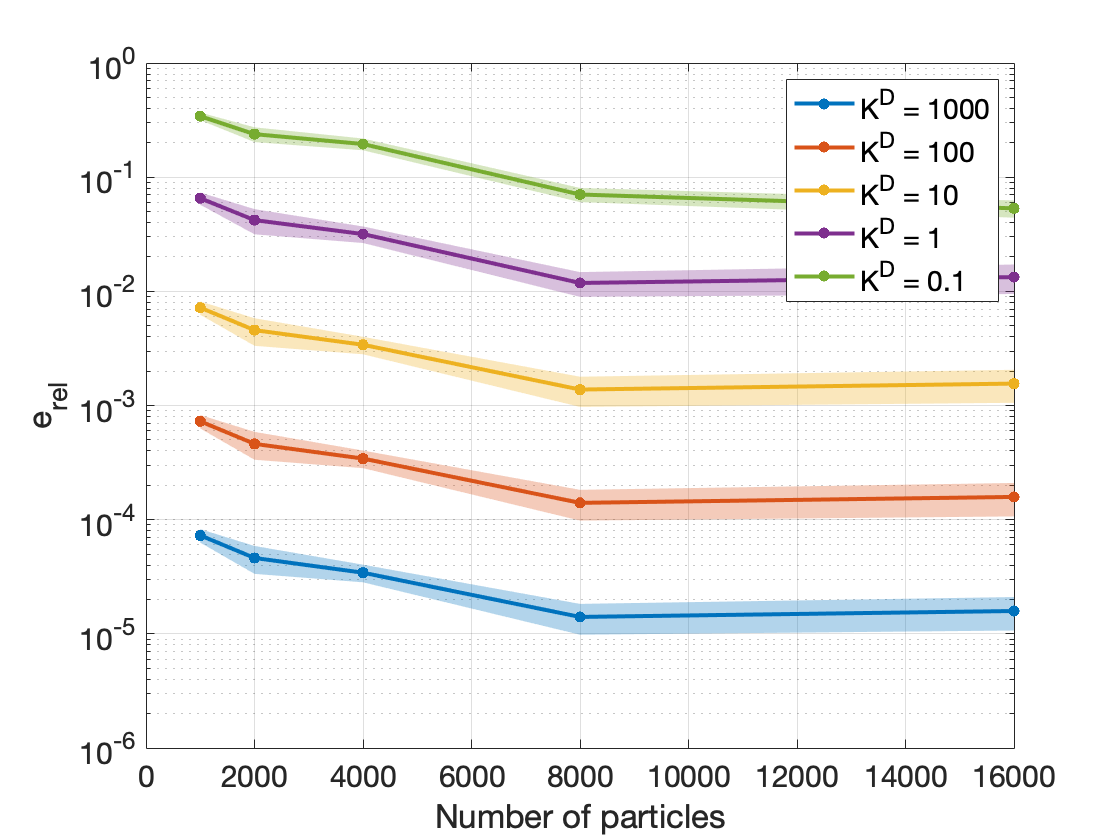 10^0
10^-1
10^-2
10^-3
10^-4
10^-5
10^-6
e_rel
K^D = 1000
K^D = 100
K^D = 10
K^D = 1
K^D = 0.1
0 2000 4000 6000 8000 10000 12000 14000 16000
Number of particles